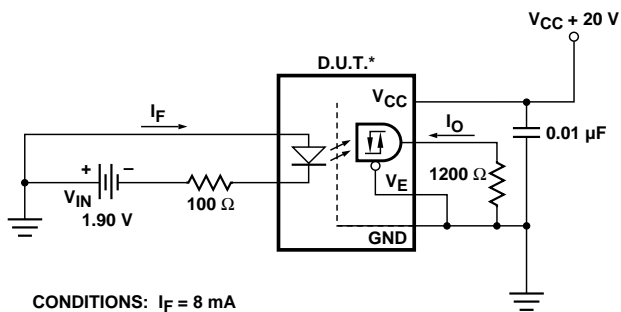 V_CC + 20 V
D.U.T.*
V_CC
I_F
I_O
0.01 µF
+ −
V_IN
1.90 V
100 Ω
V_E
1200 Ω
GND
CONDITIONS: I_F = 8 mA